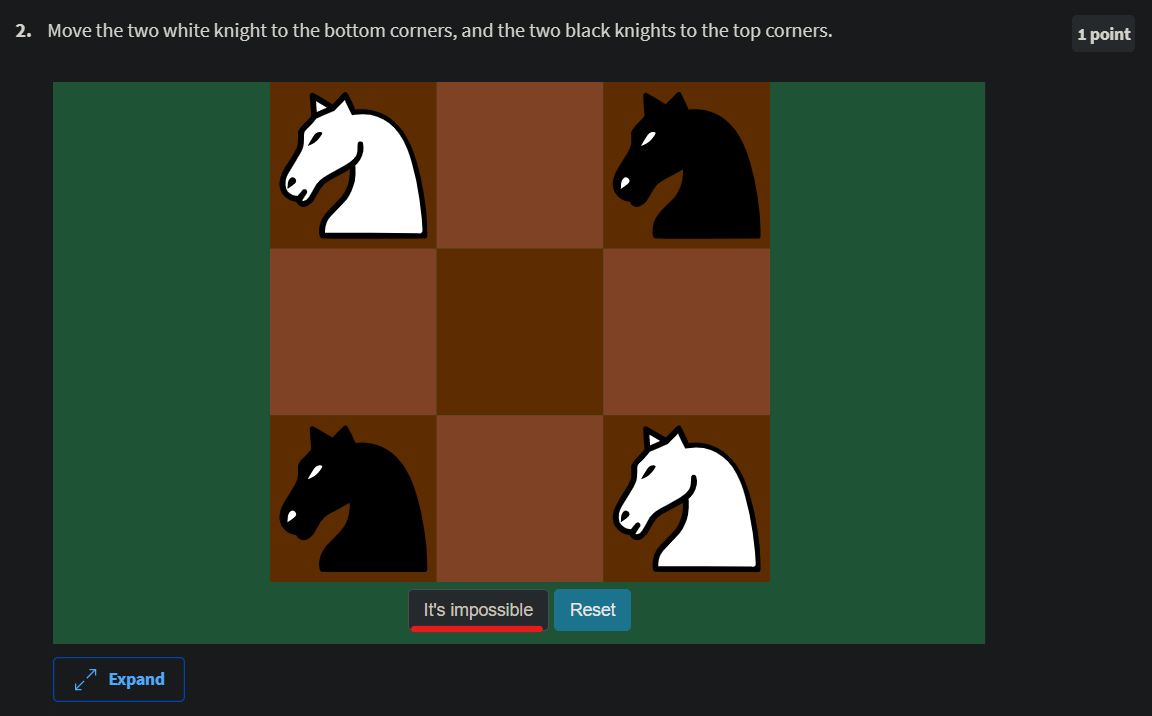 2. Move the two white knight to the bottom corners, and the two black knights to the top corners.
1 point
It's impossible
Reset
Expand